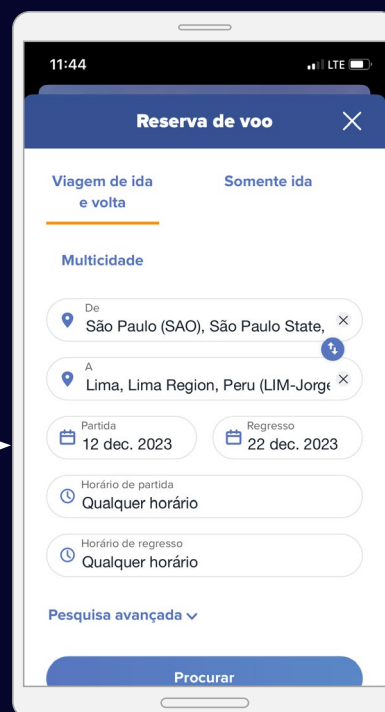 11:44
LTE
Reserva de voo
Viagem de ida
e volta
Somente ida
Multicidade
De
São Paulo (SAO), São Paulo State,
A
Lima, Lima Region, Peru (LIM-Jorge
Partida
12 dec. 2023
Regresso
22 dec. 2023
Horário de partida
Qualquer horário
Horário de regresso
Qualquer horário
Pesquisa avançada
Procurar